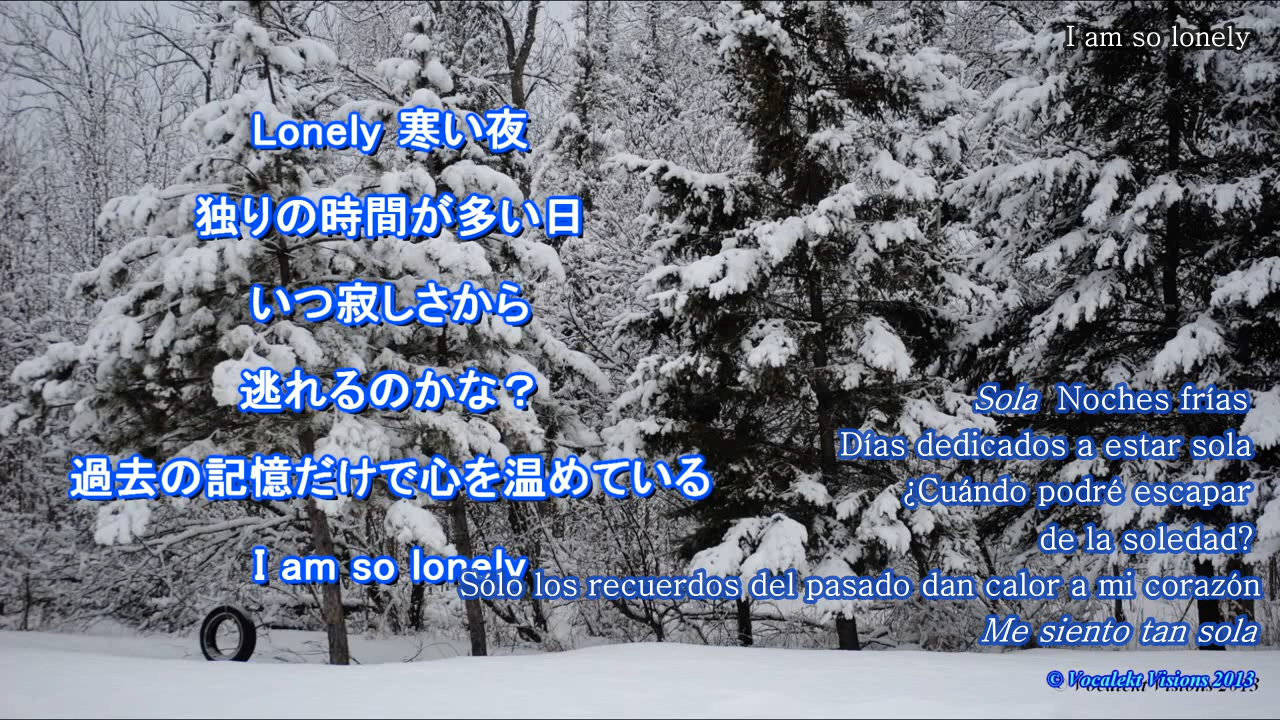 I am so lonely
Lonely 寒い夜
独りの時間が多い日
いつ寂しさから
逃れるのかな？
過去の記憶だけで心を温めている
I am so lonely
Sola Noches frías
Días dedicados a estar sola
¿Cuándo podré escapar
de la soledad?
Sólo los recuerdos del pasado dan calor a mi corazón
Me siento tan sola
© Vocalekt Visions 2013